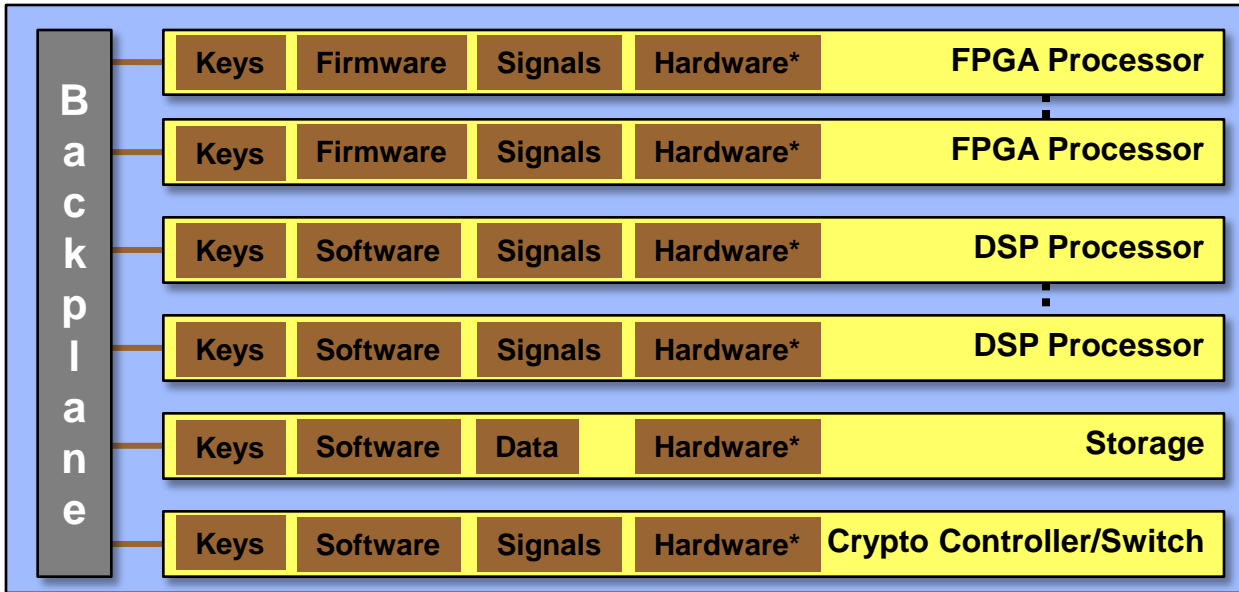 Backplane
Keys Firmware Signals Hardware* FPGA Processor
Keys Firmware Signals Hardware* FPGA Processor
Keys Software Signals Hardware* DSP Processor
Keys Software Signals Hardware* DSP Processor
Keys Software Data Hardware* Storage
Keys Software Signals Hardware* Crypto Controller/Switch